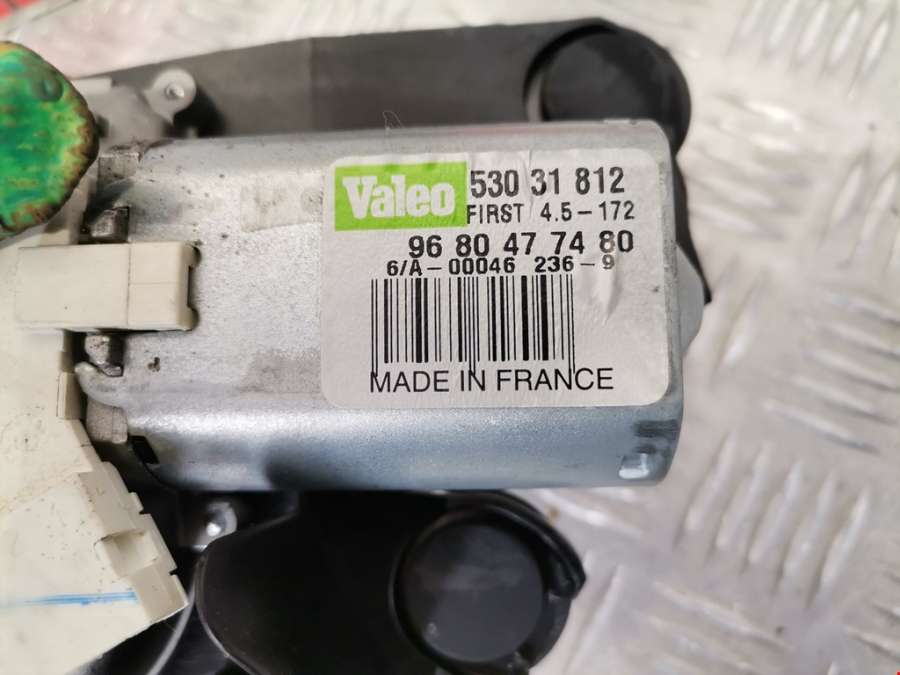 Valeo 530 31 812
FIRST 4.5-172
96 80 47 74 80
6/A-00046 236-9
MADE IN FRANCE